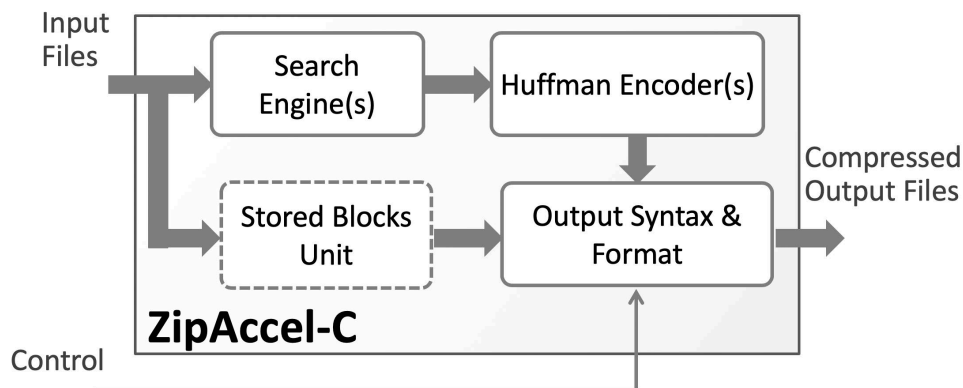 Input
Files
Search
Engine(s)
Huffman Encoder(s)
Compressed
Output Files
Stored Blocks
Unit
Output Syntax &
Format
ZipAccel-C
Control